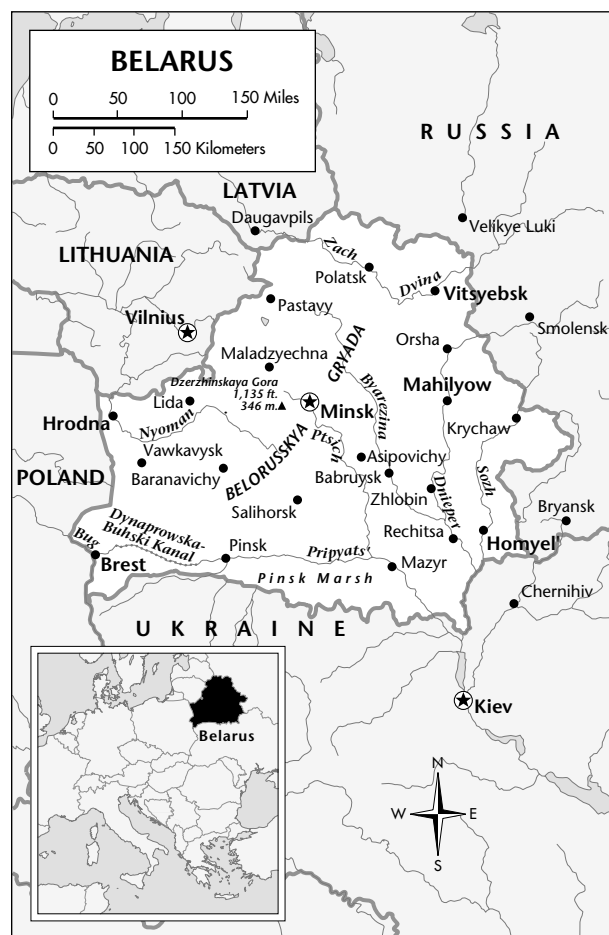 BELARUS
0 50 100 150 Miles
0 50 100 150 Kilometers
RUSSIA
LATVIA
Daugavpils
Velikye Luki
LITHUANIA
Zach
Polatsk
Dvina
Vitsyebsk
Pastavy
Vilnius
Smolensk
Orsha
GRYADA
Maladzyechna
Dzerzhinskaya Gora
1,135 ft.
346 m.
Byarezina
Mahilyow
Lida
Minsk
Hrodna
Nyoman
Krychaw
Ptsich
BELORUSSKYA
Vawkavysk
Asipovichy
POLAND
Baranavichy
Babruysk
Sozh
Dnieper
Zhlobin
Salihorsk
Bryansk
Dynaprowska-
Buhski Kanal
Rechitsa
Homyel'
Bug
Brest
Pinsk
Pripyats'
Mazyr
Pinsk Marsh
Chernihiv
UKRAINE
Kiev
Belarus
N
W E
S